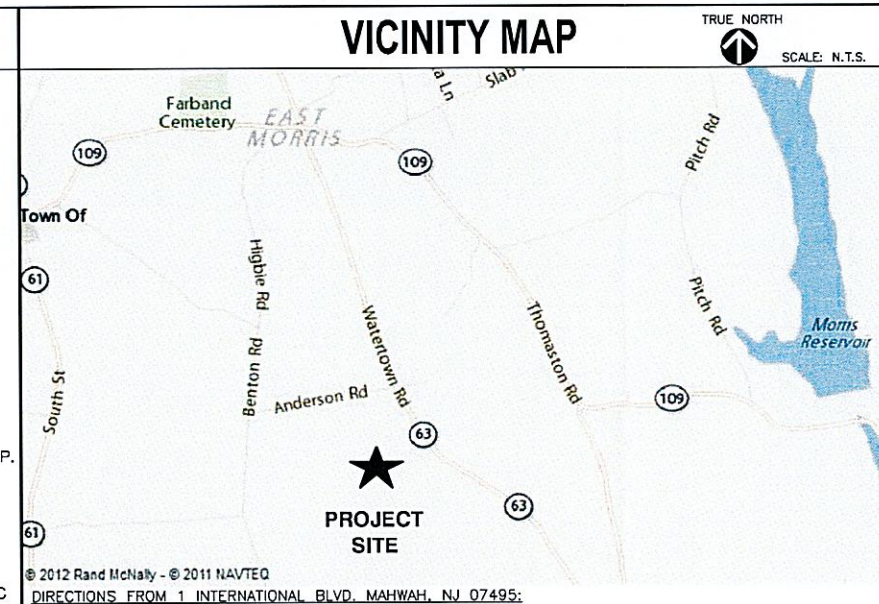 VICINITY MAP
TRUE NORTH
SCALE: N.T.S.
Farband
Cemetery
EAST
MORRIS
a Ln
Slab
Pitch Rd
109
109
Town Of
61
Higbie Rd
Watertown Rd
Thomaston Rd
Pitch Rd
Morris
Reservoir
South St
Benton Rd
Anderson Rd
109
63
P.
PROJECT
SITE
63
61
© 2012 Rand McNally - © 2011 NAVTEQ
C
DIRECTIONS FROM 1 INTERNATIONAL BLVD. MAHWAH, NJ 07495: